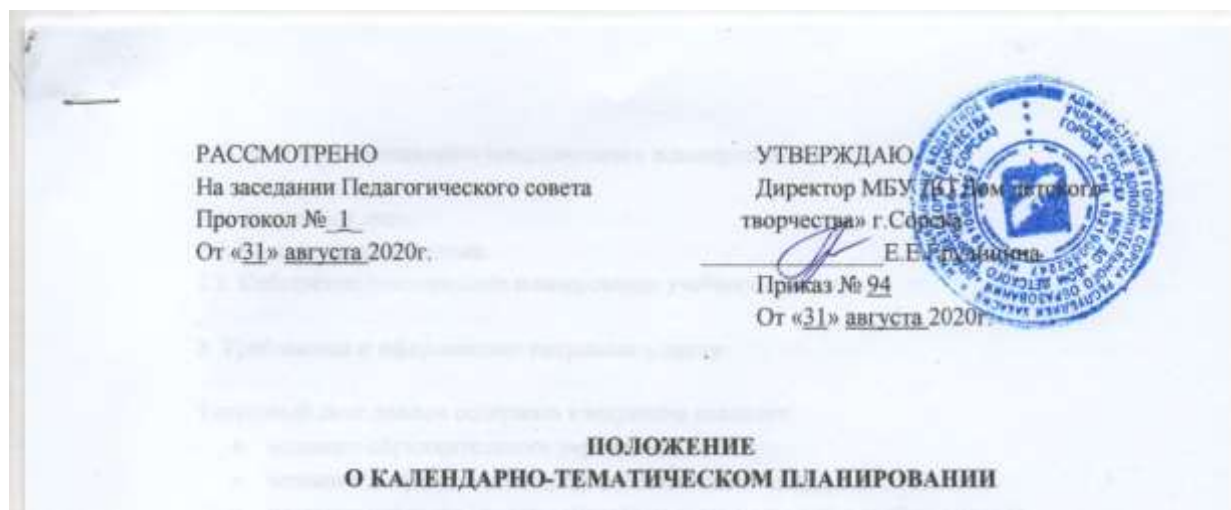 РАССМОТРЕНО
На заседании Педагогического совета
Протокол № 1
От «31» августа 2020г.
УТВЕРЖДАЮ
Директор МБУ ДО Дом детского
творчества» г.Сорска
Е.Е.
Приказ № 94
От «31» августа 2020г.
ПОЛОЖЕНИЕ
О КАЛЕНДАРНО-ТЕМАТИЧЕСКОМ ПЛАНИРОВАНИИ